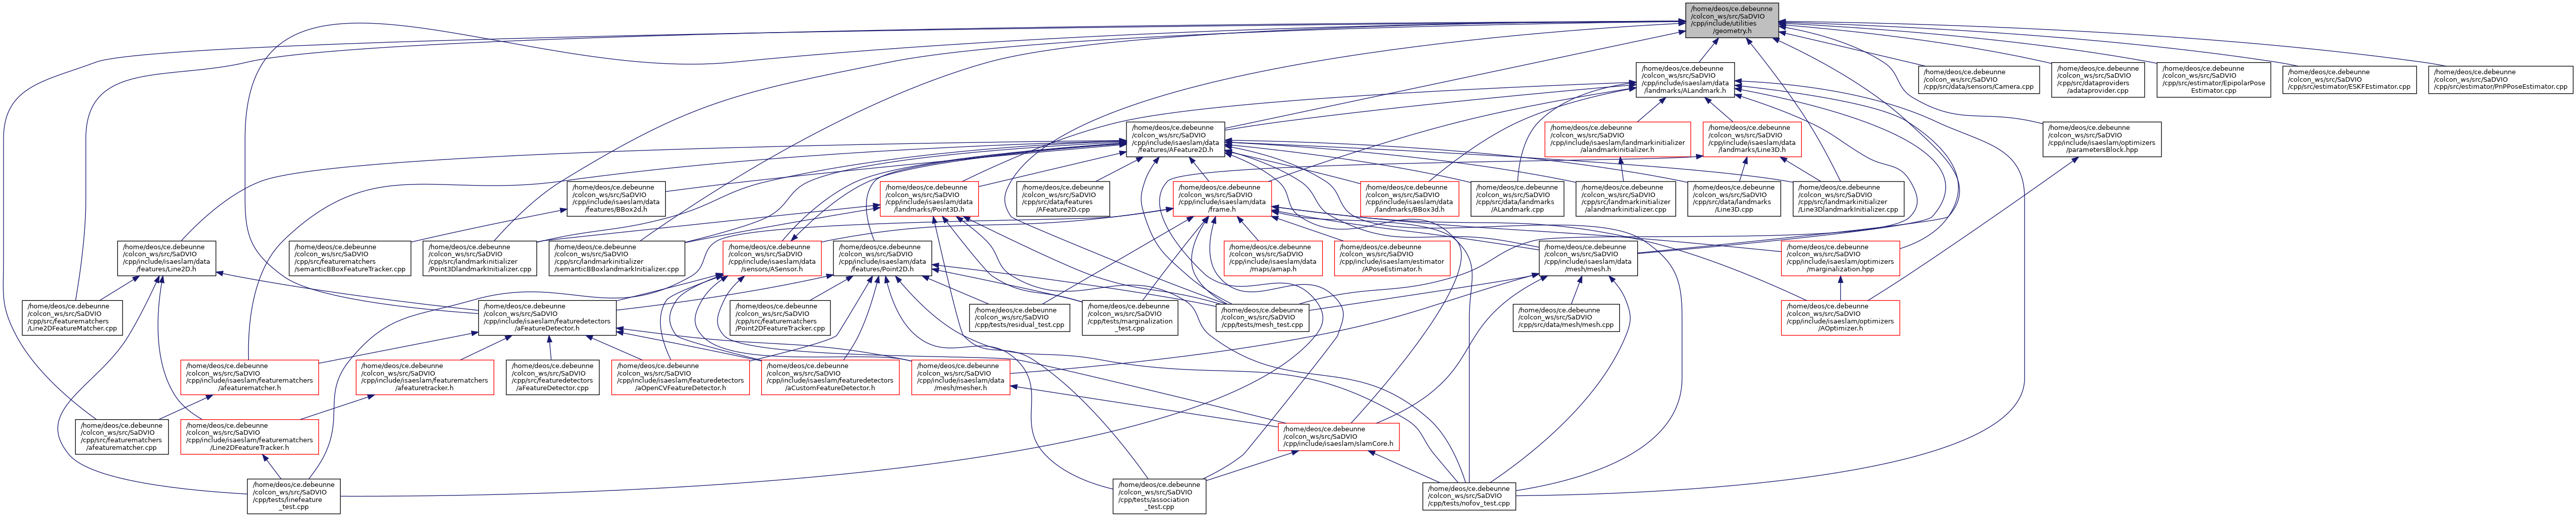 /home/deos/ce.debeunne
/colcon_ws/src/SaDVIO
/cpp/include/utilities
/geometry.h
/home/deos/ce.debeunne
/colcon_ws/src/SaDVIO
/cpp/include/isaeslam/data
/landmarks/ALandmark.h
/home/deos/ce.debeunne
/colcon_ws/src/SaDVIO
/cpp/src/data/sensors/Camera.cpp
/home/deos/ce.debeunne
/colcon_ws/src/SaDVIO
/cpp/src/dataproviders
/adataprovider.cpp
/home/deos/ce.debeunne
/colcon_ws/src/SaDVIO
/cpp/src/estimator/EpipolarPose
Estimator.cpp
/home/deos/ce.debeunne
/colcon_ws/src/SaDVIO
/cpp/src/estimator/ESKFEstimator.cpp
/home/deos/ce.debeunne
/colcon_ws/src/SaDVIO
/cpp/src/estimator/PnPPoseEstimator.cpp
/home/deos/ce.debeunne
/colcon_ws/src/SaDVIO
/cpp/include/isaeslam/data
/features/AFeature2D.h
/home/deos/ce.debeunne
/colcon_ws/src/SaDVIO
/cpp/include/isaeslam/landmarkinitializer
/alandmarkinitializer.h
/home/deos/ce.debeunne
/colcon_ws/src/SaDVIO
/cpp/include/isaeslam/data
/landmarks/Line3D.h
/home/deos/ce.debeunne
/colcon_ws/src/SaDVIO
/cpp/include/isaeslam/optimizers
/parametersBlock.hpp
/home/deos/ce.debeunne
/colcon_ws/src/SaDVIO
/cpp/include/isaeslam/data
/features/BBox2d.h
/home/deos/ce.debeunne
/colcon_ws/src/SaDVIO
/cpp/include/isaeslam/data
/landmarks/Point3D.h
/home/deos/ce.debeunne
/colcon_ws/src/SaDVIO
/cpp/src/data/features
/AFeature2D.cpp
/home/deos/ce.debeunne
/colcon_ws/src/SaDVIO
/cpp/include/isaeslam/data
/frame.h
/home/deos/ce.debeunne
/colcon_ws/src/SaDVIO
/cpp/include/isaeslam/data
/landmarks/BBox3d.h
/home/deos/ce.debeunne
/colcon_ws/src/SaDVIO
/cpp/src/data/landmarks
/ALandmark.cpp
/home/deos/ce.debeunne
/colcon_ws/src/SaDVIO
/cpp/src/landmarkinitializer
/alandmarkinitializer.cpp
/home/deos/ce.debeunne
/colcon_ws/src/SaDVIO
/cpp/src/data/landmarks
/Line3D.cpp
/home/deos/ce.debeunne
/colcon_ws/src/SaDVIO
/cpp/src/landmarkinitializer
/Line3DlandmarkInitializer.cpp
/home/deos/ce.debeunne
/colcon_ws/src/SaDVIO
/cpp/include/isaeslam/data
/features/Line2D.h
/home/deos/ce.debeunne
/colcon_ws/src/SaDVIO
/cpp/src/featurematchers
/semanticBBoxFeatureTracker.cpp
/home/deos/ce.debeunne
/colcon_ws/src/SaDVIO
/cpp/src/landmarkinitializer
/Point3DlandmarkInitializer.cpp
/home/deos/ce.debeunne
/colcon_ws/src/SaDVIO
/cpp/src/landmarkinitializer
/semanticBBoxlandmarkInitializer.cpp
/home/deos/ce.debeunne
/colcon_ws/src/SaDVIO
/cpp/include/isaeslam/data
/sensors/ASensor.h
/home/deos/ce.debeunne
/colcon_ws/src/SaDVIO
/cpp/include/isaeslam/data
/features/Point2D.h
/home/deos/ce.debeunne
/colcon_ws/src/SaDVIO
/cpp/include/isaeslam/data
/maps/amap.h
/home/deos/ce.debeunne
/colcon_ws/src/SaDVIO
/cpp/include/isaeslam/estimator
/APoseEstimator.h
/home/deos/ce.debeunne
/colcon_ws/src/SaDVIO
/cpp/include/isaeslam/data
/mesh/mesh.h
/home/deos/ce.debeunne
/colcon_ws/src/SaDVIO
/cpp/include/isaeslam/optimizers
/marginalization.hpp
/home/deos/ce.debeunne
/colcon_ws/src/SaDVIO
/cpp/src/featurematchers
/Line2DFeatureMatcher.cpp
/home/deos/ce.debeunne
/colcon_ws/src/SaDVIO
/cpp/include/isaeslam/featuredetectors
/aFeatureDetector.h
/home/deos/ce.debeunne
/colcon_ws/src/SaDVIO
/cpp/src/featurematchers
/Point2DFeatureTracker.cpp
/home/deos/ce.debeunne
/colcon_ws/src/SaDVIO
/cpp/tests/residual_test.cpp
/home/deos/ce.debeunne
/colcon_ws/src/SaDVIO
/cpp/tests/marginalization
_test.cpp
/home/deos/ce.debeunne
/colcon_ws/src/SaDVIO
/cpp/tests/mesh_test.cpp
/home/deos/ce.debeunne
/colcon_ws/src/SaDVIO
/cpp/src/data/mesh/mesh.cpp
/home/deos/ce.debeunne
/colcon_ws/src/SaDVIO
/cpp/include/isaeslam/optimizers
/AOptimizer.h
/home/deos/ce.debeunne
/colcon_ws/src/SaDVIO
/cpp/include/isaeslam/featurematchers
/afeaturematcher.h
/home/deos/ce.debeunne
/colcon_ws/src/SaDVIO
/cpp/include/isaeslam/featurematchers
/afeaturetracker.h
/home/deos/ce.debeunne
/colcon_ws/src/SaDVIO
/cpp/src/featuredetectors
/aFeatureDetector.cpp
/home/deos/ce.debeunne
/colcon_ws/src/SaDVIO
/cpp/include/isaeslam/featuredetectors
/aOpenCVFeatureDetector.h
/home/deos/ce.debeunne
/colcon_ws/src/SaDVIO
/cpp/include/isaeslam/featuredetectors
/aCustomFeatureDetector.h
/home/deos/ce.debeunne
/colcon_ws/src/SaDVIO
/cpp/include/isaeslam/data
/mesh/mesher.h
/home/deos/ce.debeunne
/colcon_ws/src/SaDVIO
/cpp/src/featurematchers
/afeaturematcher.cpp
/home/deos/ce.debeunne
/colcon_ws/src/SaDVIO
/cpp/include/isaeslam/featurematchers
/Line2DFeatureTracker.h
/home/deos/ce.debeunne
/colcon_ws/src/SaDVIO
/cpp/include/isaeslam/slamCore.h
/home/deos/ce.debeunne
/colcon_ws/src/SaDVIO
/cpp/tests/linefeature
_test.cpp
/home/deos/ce.debeunne
/colcon_ws/src/SaDVIO
/cpp/tests/association
_test.cpp
/home/deos/ce.debeunne
/colcon_ws/src/SaDVIO
/cpp/tests/nofov_test.cpp